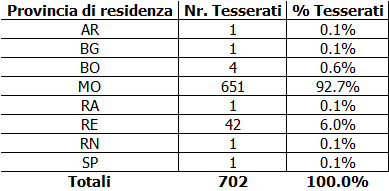 Provincia di residenza Nr. Tesserati % Tesserati
AR 1 0.1%
BG 1 0.1%
BO 4 0.6%
MO 651 92.7%
RA 1 0.1%
RE 42 6.0%
RN 1 0.1%
SP 1 0.1%
Totali 702 100.0%